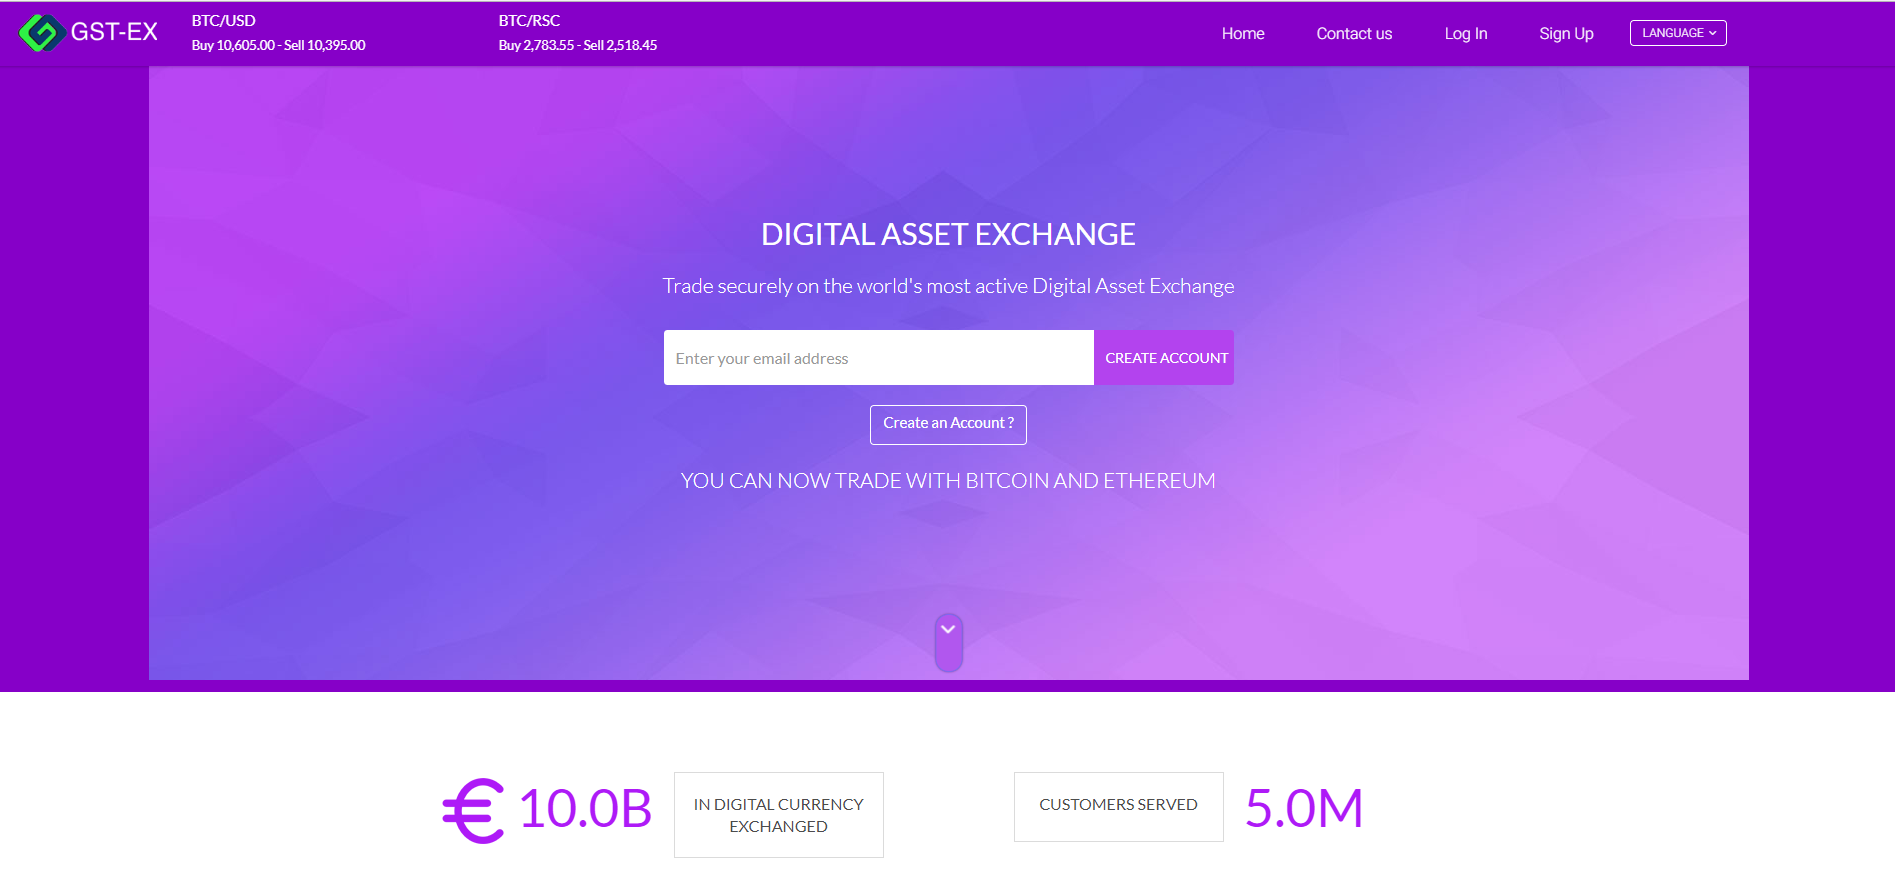 GST-EX
BTC/USD
Buy 10,605.00 - Sell 10,395.00
BTC/RSC
Buy 2,783.55 - Sell 2,518.45
Home
Contact us
Log In
Sign Up
LANGUAGE
DIGITAL ASSET EXCHANGE
Trade securely on the world's most active Digital Asset Exchange
Enter your email address
CREATE ACCOUNT
Create an Account ?
YOU CAN NOW TRADE WITH BITCOIN AND ETHEREUM
€ 10.0B
IN DIGITAL CURRENCY
EXCHANGED
CUSTOMERS SERVED
5.0M